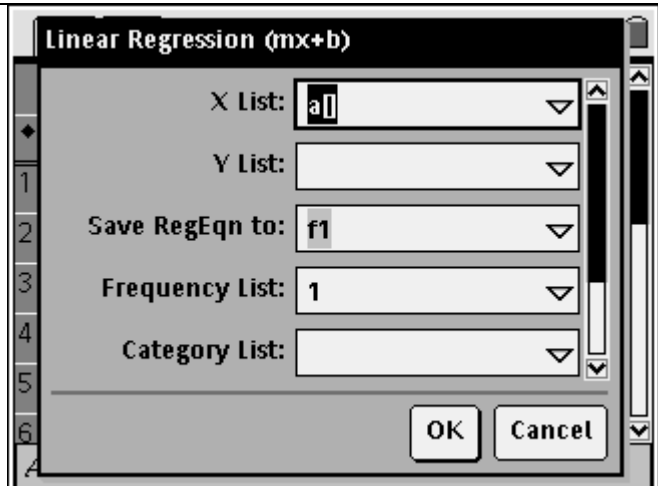 Linear Regression (mx+b)
X List: a[]
Y List:
Save RegEqn to: f1
Frequency List: 1
Category List:
OK Cancel
1
2
3
4
5
6
A